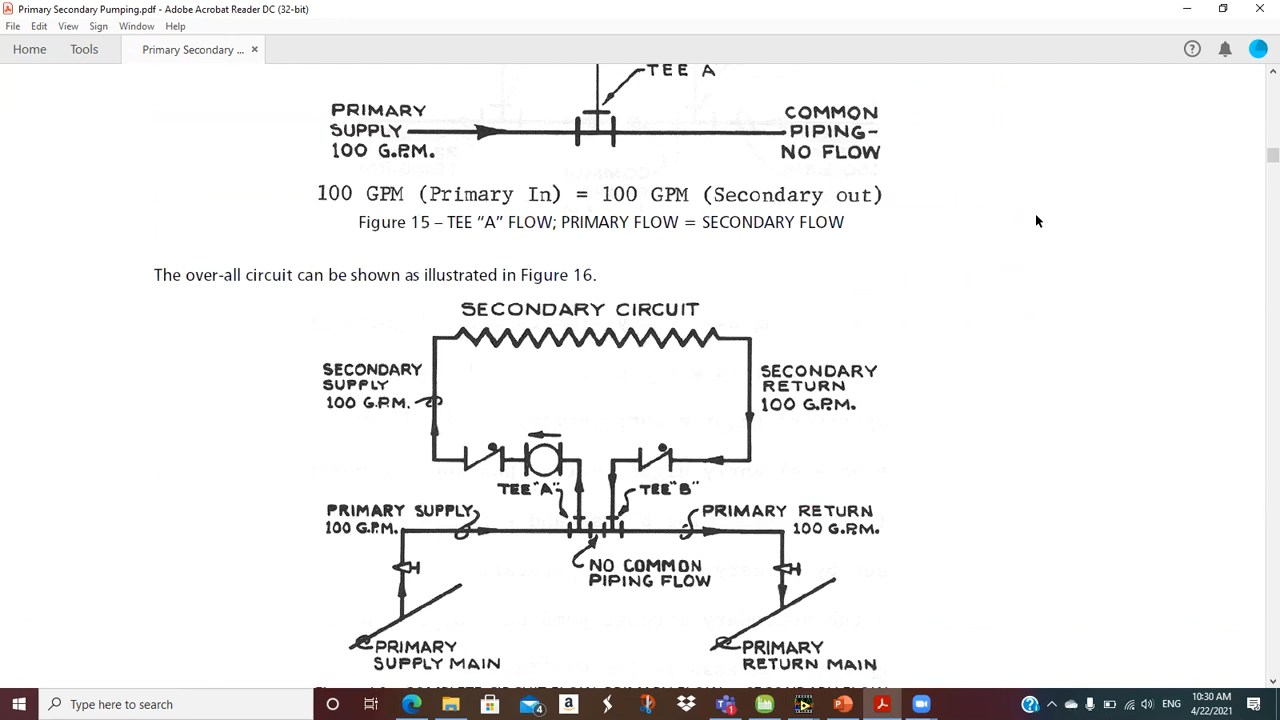 Primary Secondary Pumping.pdf - Adobe Acrobat Reader DC (32-bit)
File Edit View Sign Window Help
Home Tools Primary Secondary ... ×
TEE A
PRIMARY
SUPPLY
100 G.P.M.
COMMON
PIPING-
NO FLOW
100 GPM (Primary In) = 100 GPM (Secondary out)
Figure 15 – TEE “A” FLOW; PRIMARY FLOW = SECONDARY FLOW
The over-all circuit can be shown as illustrated in Figure 16.
SECONDARY CIRCUIT
SECONDARY
SUPPLY
100 G.P.M.
SECONDARY
RETURN
100 G.P.M.
TEE "A"
TEE "B"
PRIMARY SUPPLY
100 G.P.M.
PRIMARY RETURN
100 G.P.M.
NO COMMON
PIPING FLOW
PRIMARY
SUPPLY MAIN
PRIMARY
RETURN MAIN
Type here to search
4
1
ENG
10:30 AM
4/22/2021